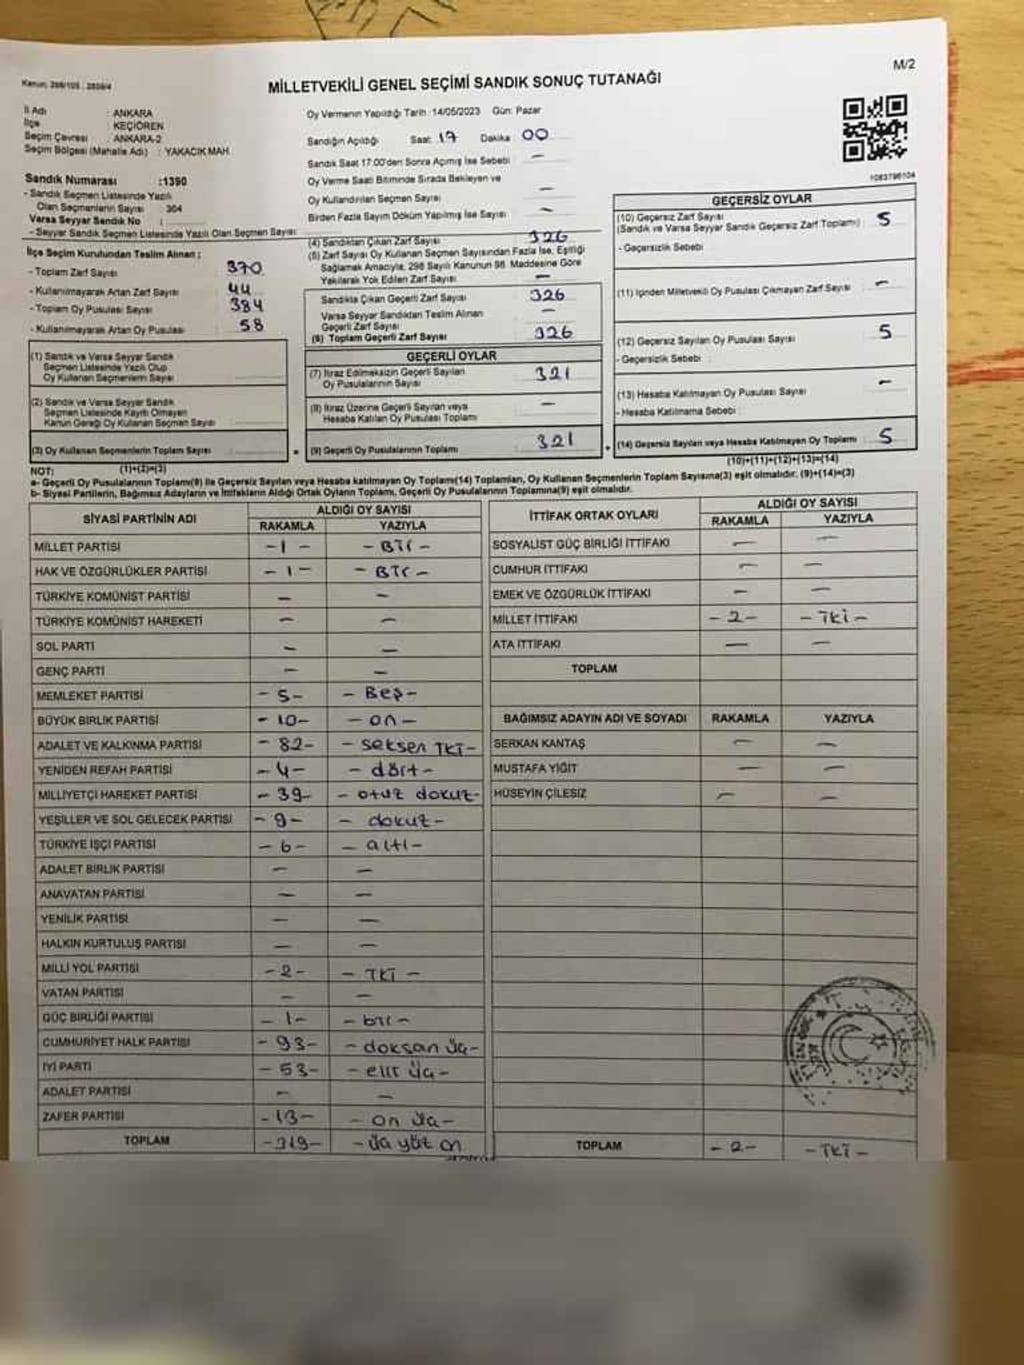 M/2
Kanun: 298/105 - 2839/4
MİLLETVEKİLİ GENEL SEÇİMİ SANDIK SONUÇ TUTANAĞI
İl Adı : ANKARA
İlçe : KEÇİÖREN
Seçim Çevresi : ANKARA-2
Seçim Bölgesi (Mahalle Adı) : YAKACIK MAH.
Oy Vermenin Yapıldığı Tarih :14/05/2023 Gün: Pazar
Sandığın Açıldığı Saat: 17 Dakika : 00
Sandık Saat 17:00'den Sonra Açmış İse Sebebi —
Oy Verme Saati Bitiminde Sırada Bekleyen ve
Oy Kullandırılan Seçmen Sayısı —
Birden Fazla Sayım Döküm Yapılmış İse Sayısı —
1083796104
Sandık Numarası :1390
- Sandık Seçmen Listesinde Yazılı
Olan Seçmenlerin Sayısı : 304
Varsa Seyyar Sandık No :
- Seyyar Sandık Seçmen Listesinde Yazılı Olan Seçmen Sayısı:
İlçe Seçim Kurulundan Teslim Alınan ;
- Toplam Zarf Sayısı 370
- Kullanılmayarak Artan Zarf Sayısı 44
- Toplam Oy Pusulası Sayısı 384
- Kullanılmayarak Artan Oy Pusulası 58
(1) Sandık ve Varsa Seyyar Sandık
Seçmen Listesinde Yazılı Olup
Oy Kullanan Seçmenlerin Sayısı
(2) Sandık ve Varsa Seyyar Sandık
Seçmen Listesinde Kayıtlı Olmayan
Kanun Gereği Oy Kullanan Seçmen Sayısı
(3) Oy Kullanan Seçmenlerin Toplam Sayısı
(1)+(2)=(3)
(4) Sandıktan Çıkan Zarf Sayısı 326
(5) Zarf Sayısı Oy Kullanan Seçmen Sayısından Fazla İse, Eşitliği
Sağlamak Amacıyla, 298 Sayılı Kanunun 98. Maddesine Göre
Yakılarak Yok Edilen Zarf Sayısı —
Sandıkta Çıkan Geçerli Zarf Sayısı 326
Varsa Seyyar Sandıktan Teslim Alınan
Geçerli Zarf Sayısı —
(6) Toplam Geçerli Zarf Sayısı 326
GEÇERLİ OYLAR
(7) İtiraz Edilmeksizin Geçerli Sayılan
Oy Pusulalarının Sayısı 321
(8) İtiraz Üzerine Geçerli Sayılan veya
Hesaba Katılan Oy Pusulası Toplamı —
(9) Geçerli Oy Pusulalarının Toplamı 321
GEÇERSİZ OYLAR
(10) Geçersiz Zarf Sayısı 5
(Sandık ve Varsa Seyyar Sandık Geçersiz Zarf Toplamı)
- Geçersizlik Sebebi
(11) İçinden Milletvekili Oy Pusulası Çıkmayan Zarf Sayısı —
(12) Geçersiz Sayılan Oy Pusulası Sayısı 5
- Geçersizlik Sebebi :
(13) Hesaba Katılmayan Oy Pusulası Sayısı —
- Hesaba Katılmama Sebebi :
(14) Geçersiz Sayılan veya Hesaba Katılmayan Oy Toplamı 5
(10)+(11)+(12)+(13)=(14)
NOT:
a- Geçerli Oy Pusulalarının Toplamı(9) ile Geçersiz Sayılan veya Hesaba katılmayan Oy Toplamı(14) Toplamları, Oy Kullanan Seçmenlerin Toplam Sayısına(3) eşit olmalıdır. (9)+(14)=(3)
b- Siyasi Partilerin, Bağımsız Adayların ve İttifakların Aldığı Ortak Oyların Toplamı, Geçerli Oy Pusulalarının Toplamına(9) eşit olmalıdır.
SİYASİ PARTİNİN ADI ALDIĞI OY SAYISI
RAKAMLA YAZIYLA
MİLLET PARTİSİ -1- -Bir-
HAK VE ÖZGÜRLÜKLER PARTİSİ -1- -Bir-
TÜRKİYE KOMÜNİST PARTİSİ — —
TÜRKİYE KOMÜNİST HAREKETİ — —
SOL PARTİ — —
GENÇ PARTİ — —
MEMLEKET PARTİSİ -5- -Beş-
BÜYÜK BİRLİK PARTİSİ -10- -on-
ADALET VE KALKINMA PARTİSİ -82- -seksen İki-
YENİDEN REFAH PARTİSİ -4- -dört-
MİLLİYETÇİ HAREKET PARTİSİ -39- -otuz dokuz-
YEŞİLLER VE SOL GELECEK PARTİSİ -9- -dokuz-
TÜRKİYE İŞÇİ PARTİSİ -6- -altı-
ADALET BİRLİK PARTİSİ — —
ANAVATAN PARTİSİ — —
YENİLİK PARTİSİ — —
HALKIN KURTULUŞ PARTİSİ — —
MİLLİ YOL PARTİSİ -2- -İki-
VATAN PARTİSİ — —
GÜÇ BİRLİĞİ PARTİSİ -1- -bir-
CUMHURİYET HALK PARTİSİ -93- -doksan üç-
İYİ PARTİ -53- -elli üç-
ADALET PARTİSİ — —
ZAFER PARTİSİ -13- -on üç-
TOPLAM -319- -üç yüz on
İTTİFAK ORTAK OYLARI ALDIĞI OY SAYISI
RAKAMLA YAZIYLA
SOSYALİST GÜÇ BİRLİĞİ İTTİFAKI — —
CUMHUR İTTİFAKI — —
EMEK VE ÖZGÜRLÜK İTTİFAKI — —
MİLLET İTTİFAKI -2- -İki-
ATA İTTİFAKI — —
TOPLAM
BAĞIMSIZ ADAYIN ADI VE SOYADI RAKAMLA YAZIYLA
SERKAN KANTAŞ — —
MUSTAFA YİĞİT — —
HÜSEYİN ÇİLESİZ — —
TOPLAM -2- -İki-